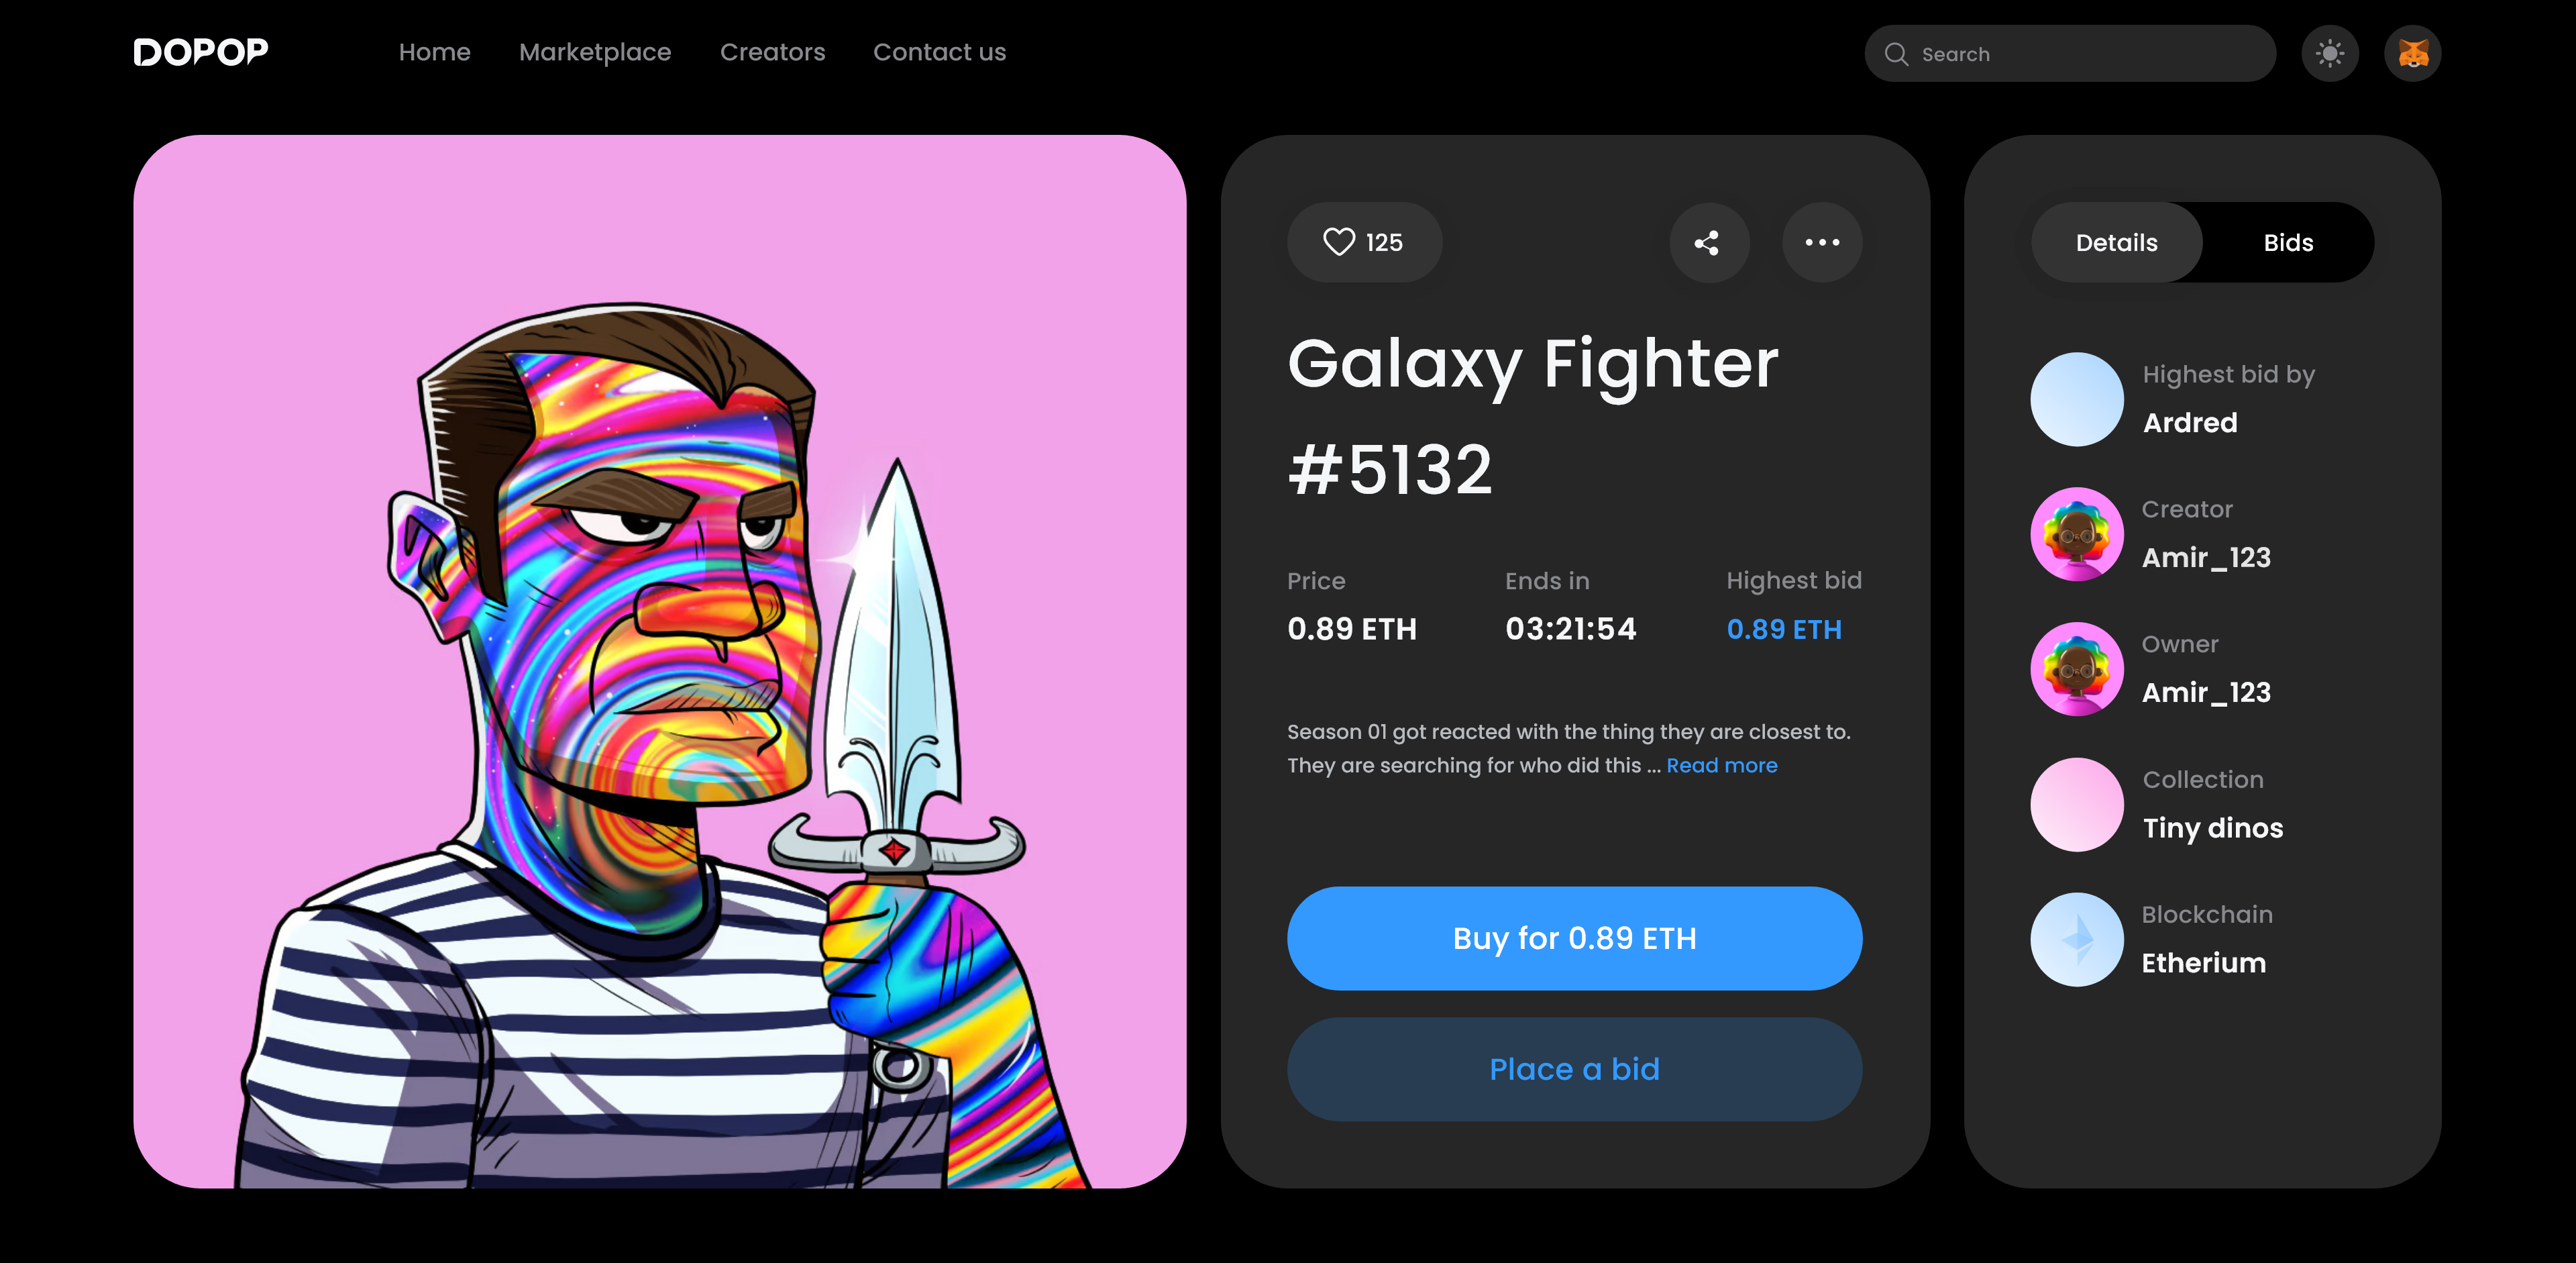 DOPOP
Home
Marketplace
Creators
Contact us
Search
125
Galaxy Fighter
#5132
Price
0.89 ETH
Ends in
03:21:54
Highest bid
0.89 ETH
Season 01 got reacted with the thing they are closest to.
They are searching for who did this ... Read more
Buy for 0.89 ETH
Place a bid
Details
Bids
Highest bid by
Ardred
Creator
Amir_123
Owner
Amir_123
Collection
Tiny dinos
Blockchain
Etherium